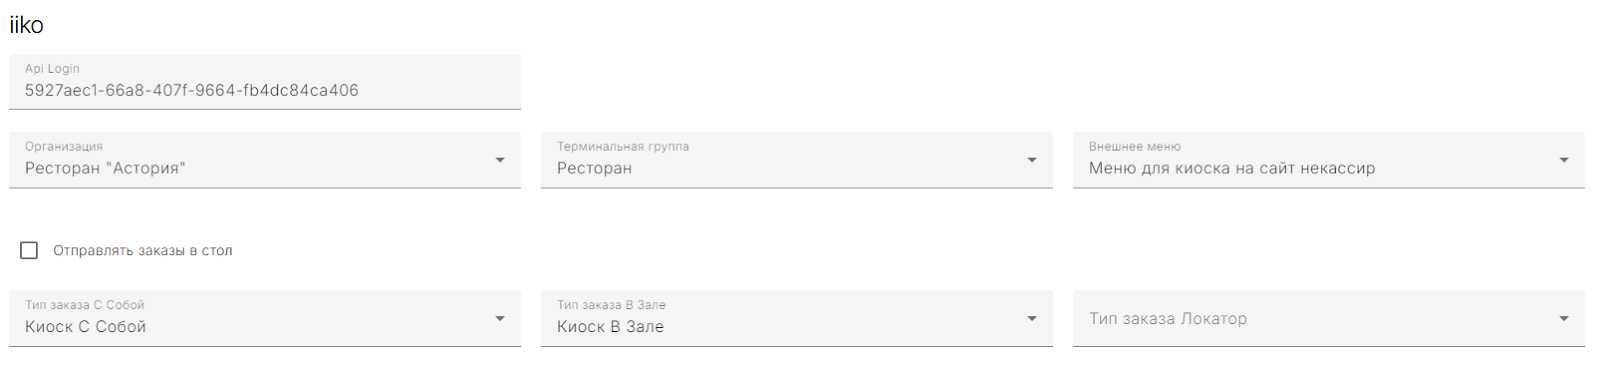 iiko
Api Login
5927aec1-66a8-407f-9664-fb4dc84ca406
Организация
Ресторан "Астория"
Терминальная группа
Ресторан
Внешнее меню
Меню для киоска на сайт некассир
Отправлять заказы в стол
Тип заказа С Собой
Киоск С Собой
Тип заказа В Зале
Киоск В Зале
Тип заказа Локатор